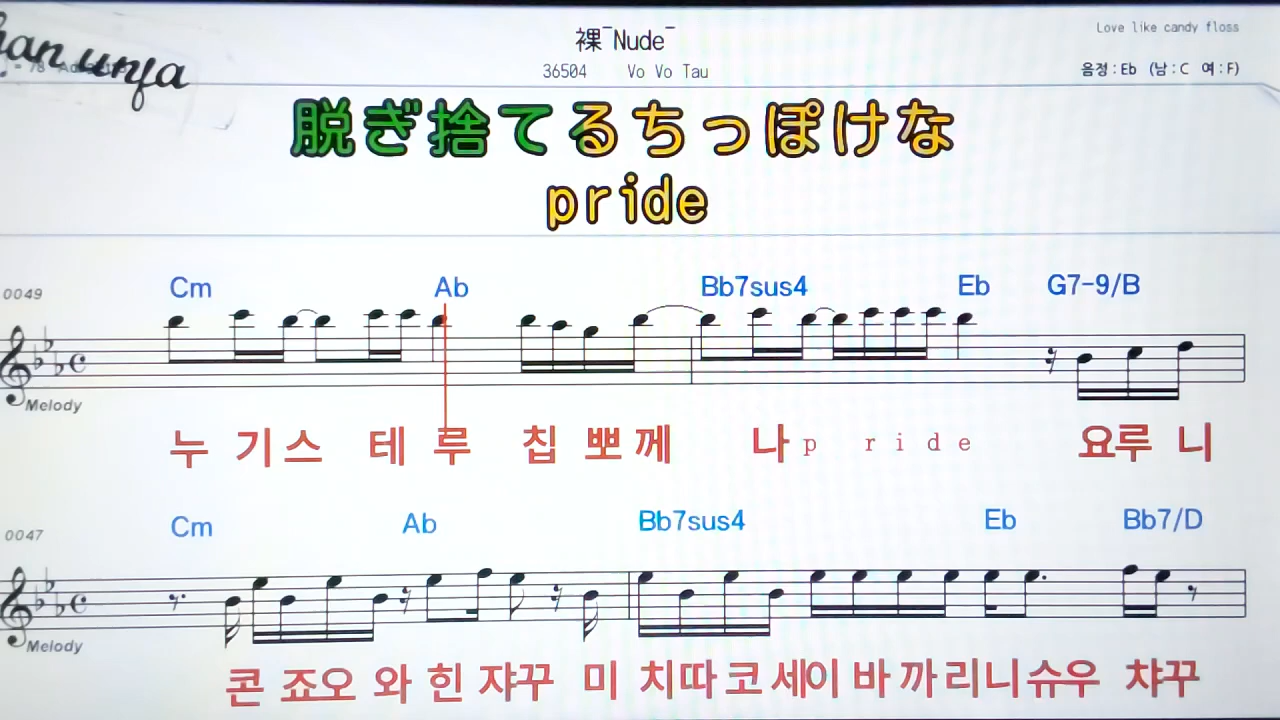 裸‾Nude‾
Love like candy floss
36504 Vo Vo Tau
음정 : Eb (남 : C 여 : F)
脱ぎ捨てるちっぽけな
pride
Cm Ab Bb7sus4 Eb G7-9/B
0049
Melody
누 기 스 테 루 칩 뽀 께 나 p r i d e 요루 니
Cm Ab Bb7sus4 Eb Bb7/D
0047
Melody
콘 죠오 와 힌 쟈꾸 미 치따 코 세이 바 까 리니 슈우 챠꾸